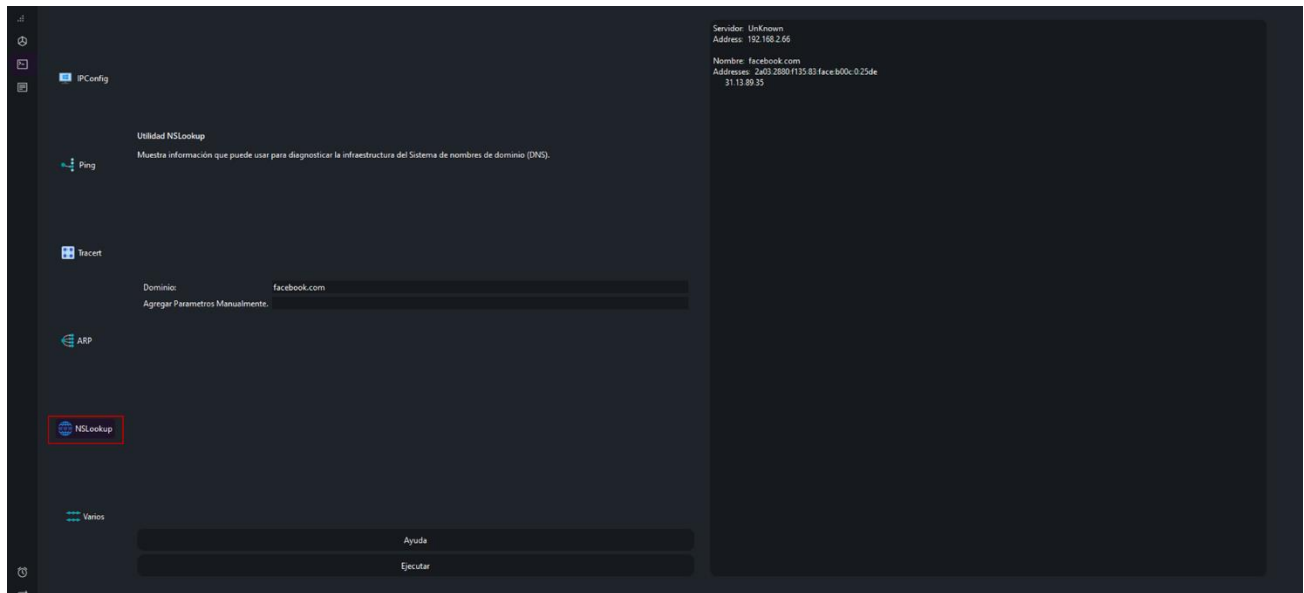 IPConfig
Ping
Tracert
ARP
NSLookup
Varios
Utilidad NSLookup
Muestra información que puede usar para diagnosticar la infraestructura del Sistema de nombres de dominio (DNS).
Dominio: facebook.com
Agregar Parametros Manualmente.
Ayuda
Ejecutar
Servidor: UnKnown
Address: 192.168.2.66
Nombre: facebook.com
Addresses: 2a03:2880:f135:83:face:b00c:0:25de
31.13.89.35